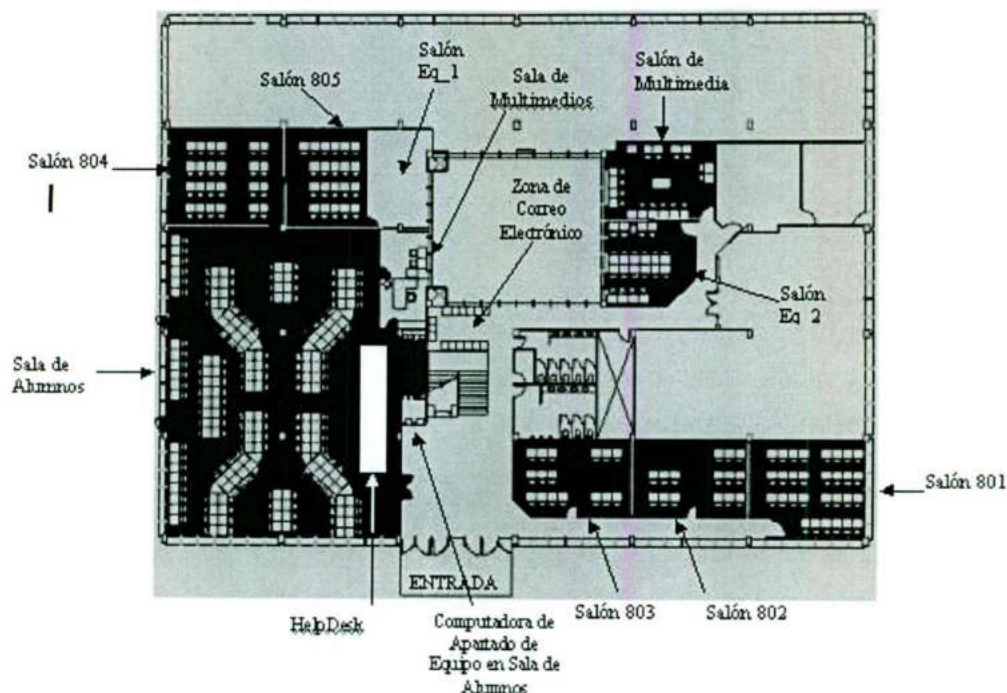 Salón
Eq_1
Salón 805
Sala de
Multimedios
Salón de
Multimedia
Salón 804
Zona de
Correo
Electrónico
Salón
Eq_2
Sala de
Alumnos
Salón 801
ENTRADA
HelpDesk
Computadora de
Apartado de
Equipo en Sala de
Alumnos
Salón 803
Salón 802